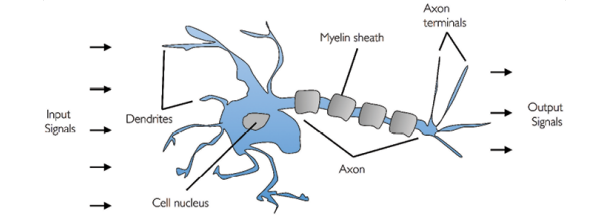 Axon
terminals
Myelin sheath
Input
Signals
Dendrites
Output
Signals
Axon
Cell nucleus